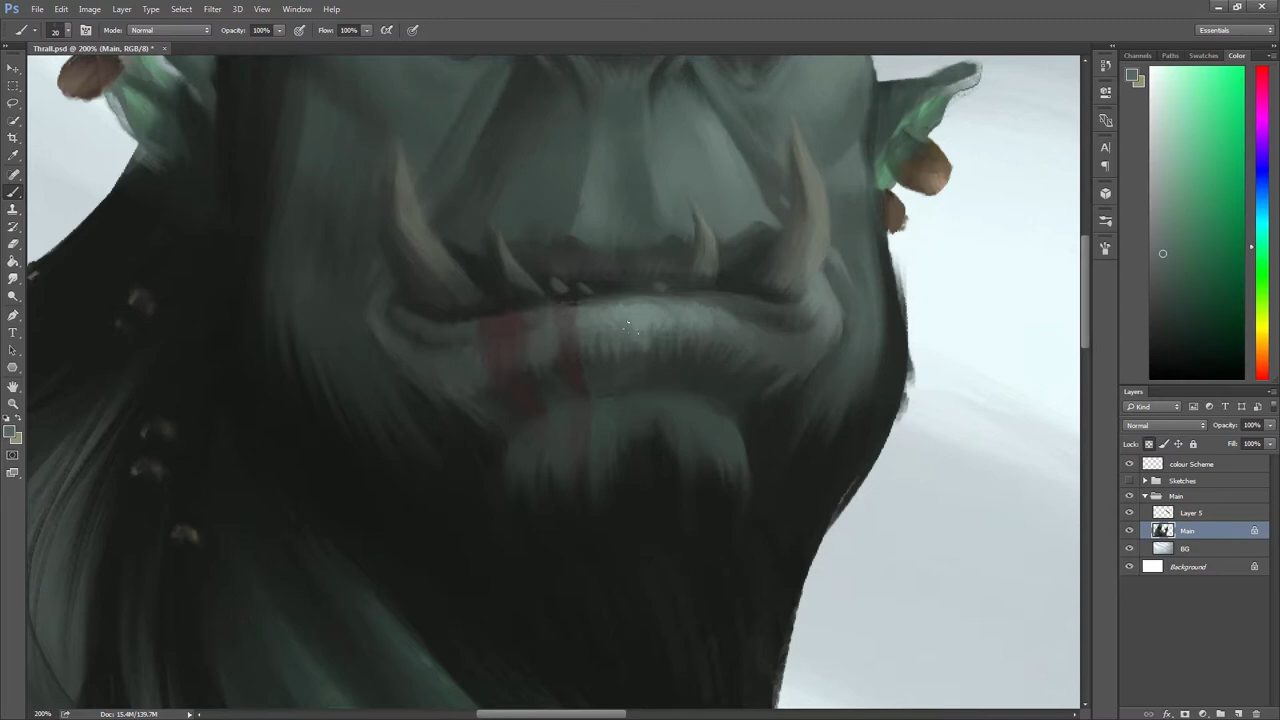 Ps File Edit Image Layer Type Select Filter 3D View Window Help
20 Mode: Normal Opacity: 100% Flow: 100% Essentials
Thrall.psd @ 200% (Main, RGB/8) *
Channels Paths Swatches Color
Layers
Kind
Normal Opacity: 100%
Lock: Fill: 100%
colour Scheme
Sketches
Main
Layer 5
Main
BG
Background
200% Doc: 15.4M/139.7M